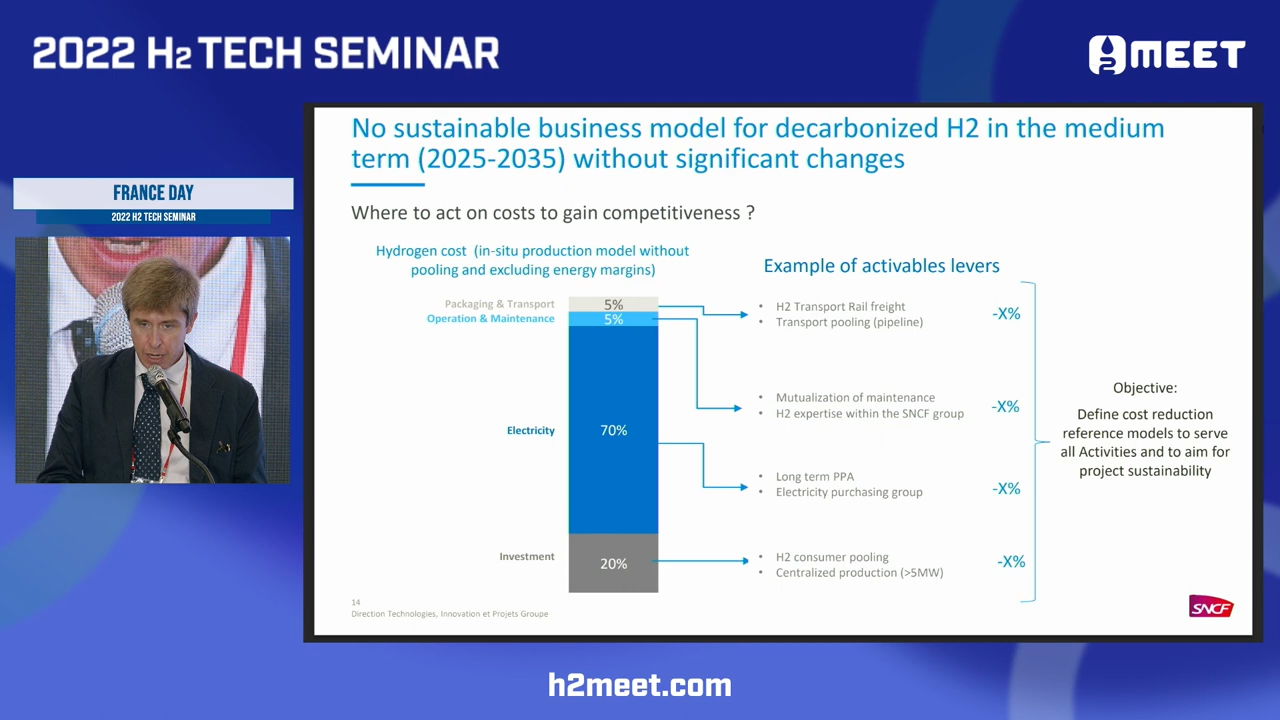 2022 H2 TECH SEMINAR
H2 MEET
FRANCE DAY
2022 H2 TECH SEMINAR
No sustainable business model for decarbonized H2 in the medium
term (2025-2035) without significant changes
Where to act on costs to gain competitiveness ?
Hydrogen cost (in-situ production model without
pooling and excluding energy margins)
Packaging & Transport
5%
Operation & Maintenance
5%
Electricity
70%
Investment
20%
Example of activables levers
• H2 Transport Rail freight
• Transport pooling (pipeline)
-X%
• Mutualization of maintenance
• H2 expertise within the SNCF group
-X%
• Long term PPA
• Electricity purchasing group
-X%
• H2 consumer pooling
• Centralized production (>5MW)
-X%
Objective:
Define cost reduction
reference models to serve
all Activities and to aim for
project sustainability
14
Direction Technologies, Innovation et Projets Groupe
SNCF
h2meet.com